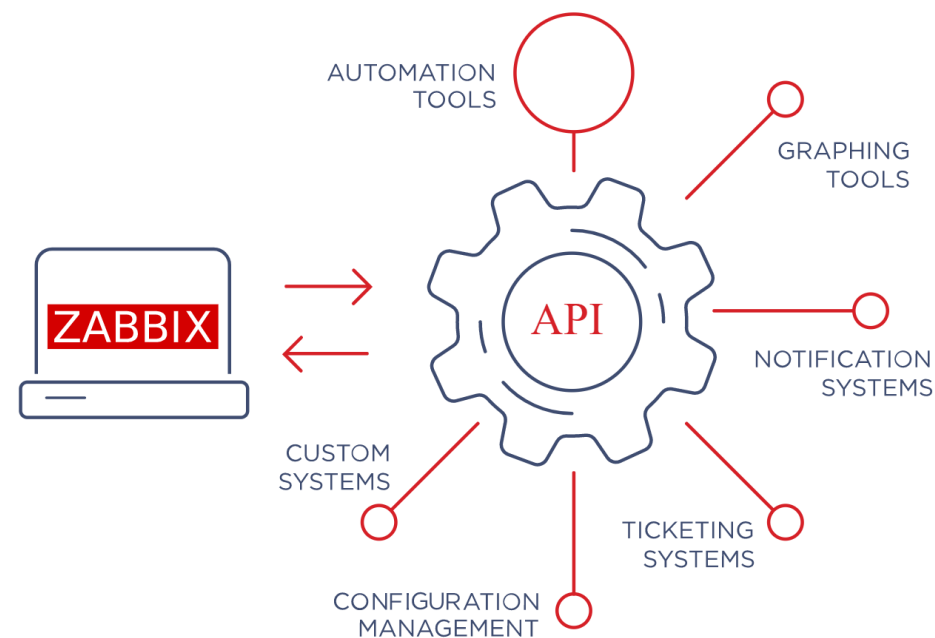 AUTOMATION
TOOLS
GRAPHING
TOOLS
ZABBIX
API
NOTIFICATION
SYSTEMS
CUSTOM
SYSTEMS
TICKETING
SYSTEMS
CONFIGURATION
MANAGEMENT